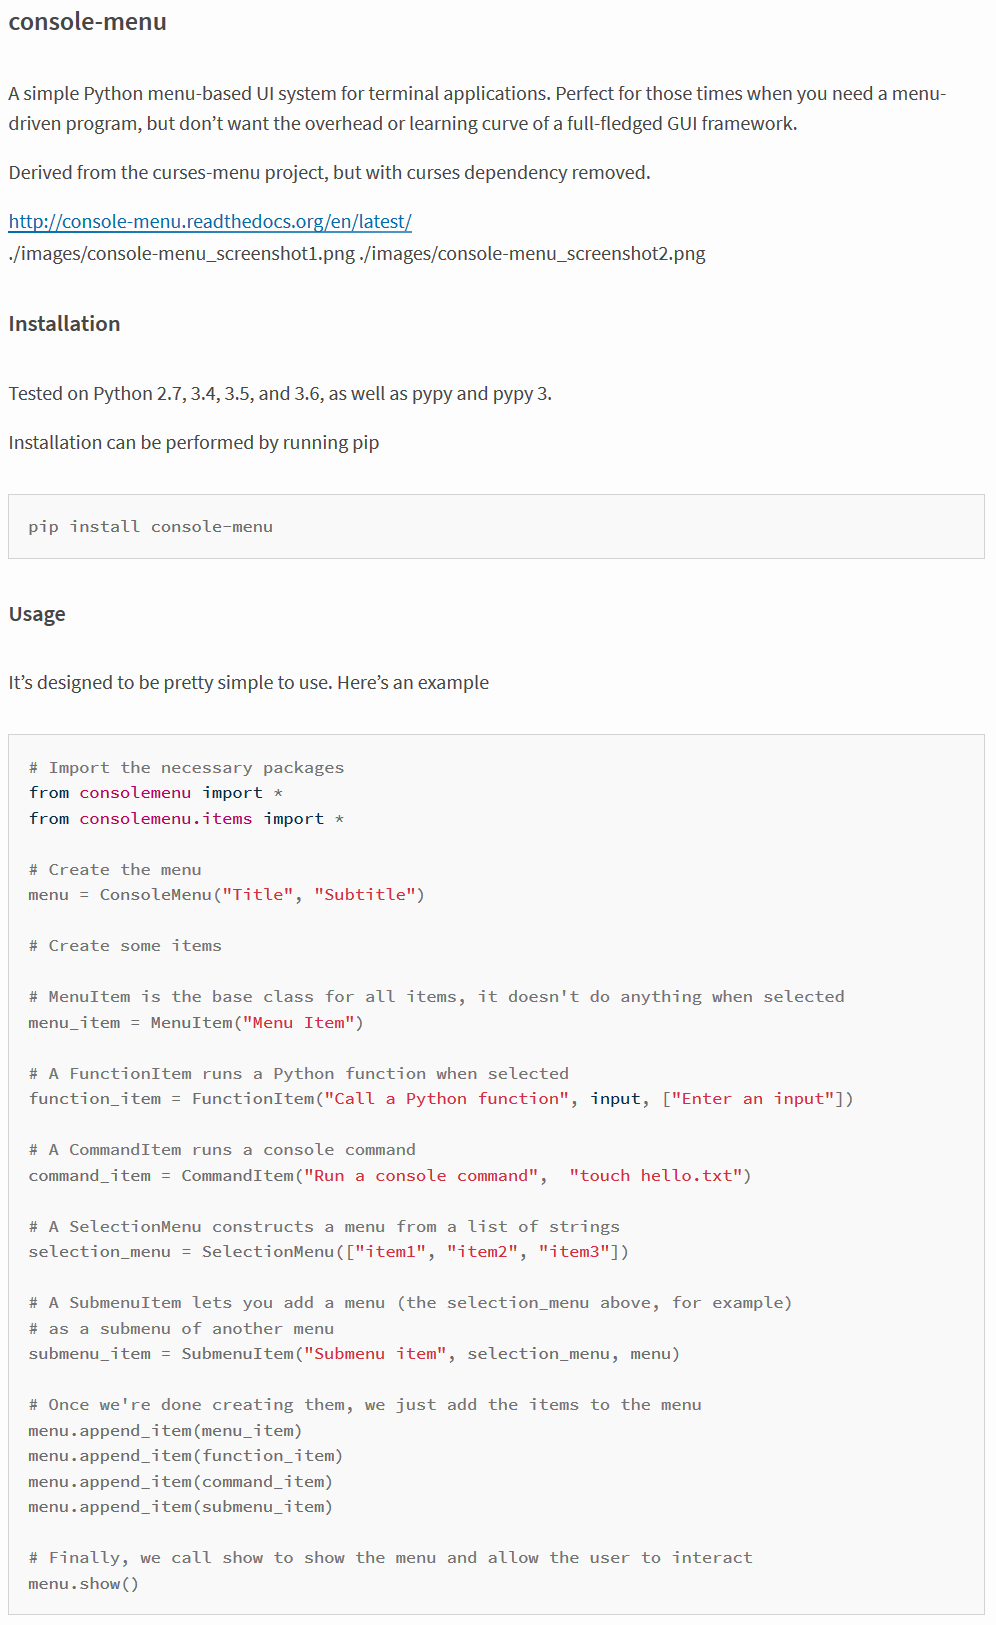 console-menu
A simple Python menu-based UI system for terminal applications. Perfect for those times when you need a menu-
driven program, but don’t want the overhead or learning curve of a full-fledged GUI framework.
Derived from the curses-menu project, but with curses dependency removed.
http://console-menu.readthedocs.org/en/latest/
./images/console-menu_screenshot1.png ./images/console-menu_screenshot2.png
Installation
Tested on Python 2.7, 3.4, 3.5, and 3.6, as well as pypy and pypy 3.
Installation can be performed by running pip
pip install console-menu
Usage
It’s designed to be pretty simple to use. Here’s an example
# Import the necessary packages
from consolemenu import *
from consolemenu.items import *
# Create the menu
menu = ConsoleMenu("Title", "Subtitle")
# Create some items
# MenuItem is the base class for all items, it doesn't do anything when selected
menu_item = MenuItem("Menu Item")
# A FunctionItem runs a Python function when selected
function_item = FunctionItem("Call a Python function", input, ["Enter an input"])
# A CommandItem runs a console command
command_item = CommandItem("Run a console command",  "touch hello.txt")
# A SelectionMenu constructs a menu from a list of strings
selection_menu = SelectionMenu(["item1", "item2", "item3"])
# A SubmenuItem lets you add a menu (the selection_menu above, for example)
# as a submenu of another menu
submenu_item = SubmenuItem("Submenu item", selection_menu, menu)
# Once we're done creating them, we just add the items to the menu
menu.append_item(menu_item)
menu.append_item(function_item)
menu.append_item(command_item)
menu.append_item(submenu_item)
# Finally, we call show to show the menu and allow the user to interact
menu.show()